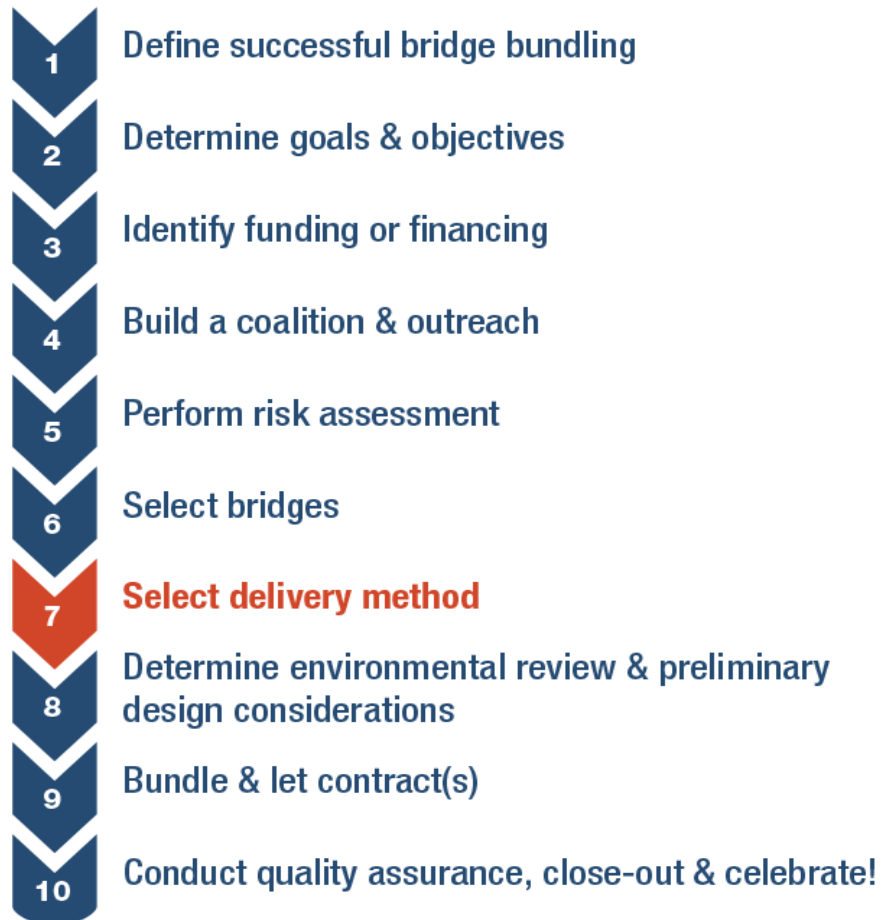 1
Define successful bridge bundling
2
Determine goals & objectives
3
Identify funding or financing
4
Build a coalition & outreach
5
Perform risk assessment
6
Select bridges
7
Select delivery method
8
Determine environmental review & preliminary
design considerations
9
Bundle & let contract(s)
10
Conduct quality assurance, close-out & celebrate!